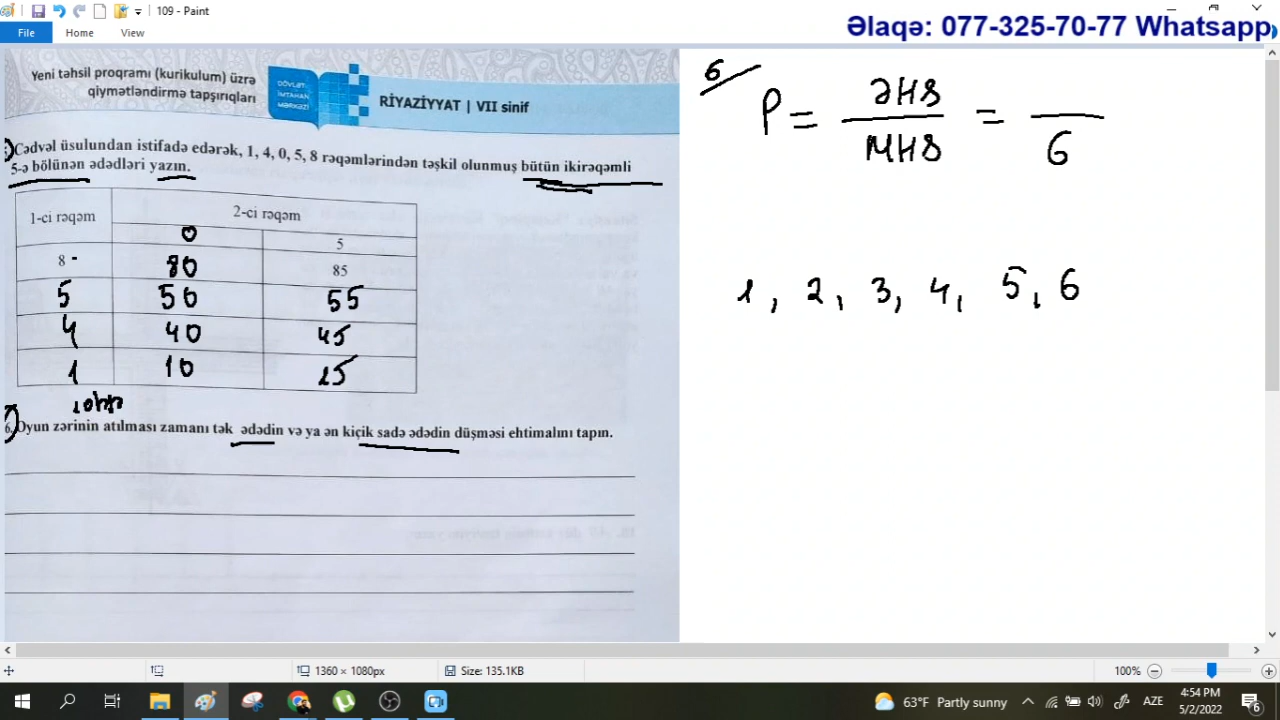 109 - Paint
File Home View
Əlaqə: 077-325-70-77 Whatsapp
Yeni təhsil proqramı (kurikulum) üzrə
qiymətləndirmə tapşırıqları
DÖVLƏT
İMTAHAN
MƏRKƏZİ
RİYAZİYYAT | VII sinif
Cədvəl üsulundan istifadə edərək, 1, 4, 0, 5, 8 rəqəmlərindən təşkil olunmuş bütün ikirəqəmli
5-ə bölünən ədədləri yazın.
1-ci rəqəm 2-ci rəqəm
0 5
8 80 85
5 50 55
4 40 45
1 10 15
6. Oyun zərinin atılması zamanı tək ədədin və ya ən kiçik sadə ədədin düşməsi ehtimalını tapın.
6
P = ƏHS / MHS = / 6
1, 2, 3, 4, 5, 6
1360 × 1080px Size: 135.1KB 100%
63°F Partly sunny AZE 4:54 PM
5/2/2022 6